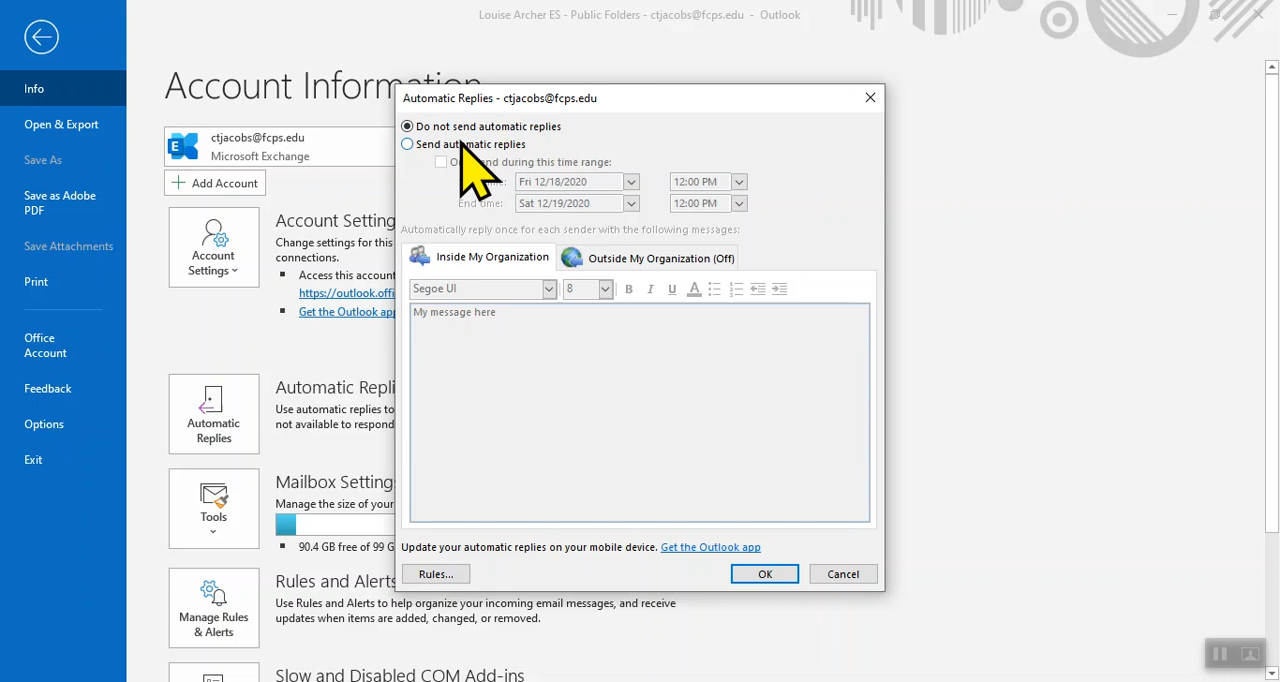 Louise Archer ES - Public Folders - ctjacobs@fcps.edu - Outlook
Info
Open & Export
Save As
Save as Adobe
PDF
Save Attachments
Print
Office
Account
Feedback
Options
Exit
Account Information
ctjacobs@fcps.edu
Microsoft Exchange
Add Account
Account
Settings
Account Setting
Change settings for this
connections.
Access this account
https://outlook.offi
Get the Outlook app
Automatic
Replies
Automatic Repli
Use automatic replies to
not available to respond
Tools
Mailbox Setting
Manage the size of your
90.4 GB free of 99 G
Manage Rules
& Alerts
Rules and Alerts
Use Rules and Alerts to help organize your incoming email messages, and receive
updates when items are added, changed, or removed.
Slow and Disabled COM Add-ins
Automatic Replies - ctjacobs@fcps.edu
Do not send automatic replies
Send automatic replies
end during this time range:
Fri 12/18/2020 12:00 PM
End time: Sat 12/19/2020 12:00 PM
Automatically reply once for each sender with the following messages:
Inside My Organization Outside My Organization (Off)
Segoe UI 8 B I U A
My message here
Update your automatic replies on your mobile device. Get the Outlook app
Rules... OK Cancel